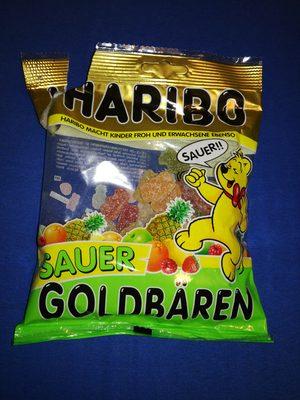 HARIBO
HARIBO MACHT KINDER FROH UND ERWACHSENE EBENSO
SAUER!!
SAUER
GOLDBÄREN